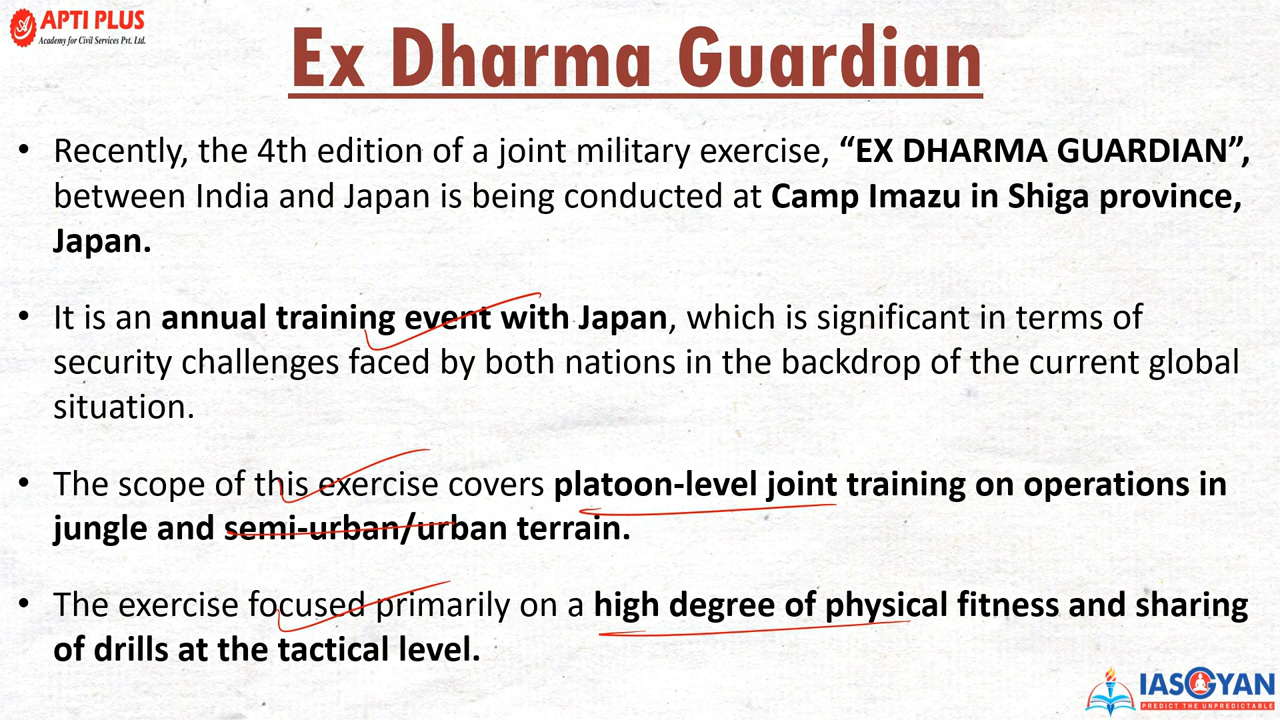 APTI PLUS
Academy for Civil Services Pvt. Ltd.
Ex Dharma Guardian
• Recently, the 4th edition of a joint military exercise, “EX DHARMA GUARDIAN”,
between India and Japan is being conducted at Camp Imazu in Shiga province,
Japan.
• It is an annual training event with Japan, which is significant in terms of
security challenges faced by both nations in the backdrop of the current global
situation.
• The scope of this exercise covers platoon-level joint training on operations in
jungle and semi-urban/urban terrain.
• The exercise focused primarily on a high degree of physical fitness and sharing
of drills at the tactical level.
IASGYAN
PREDICT THE UNPREDICTABLE